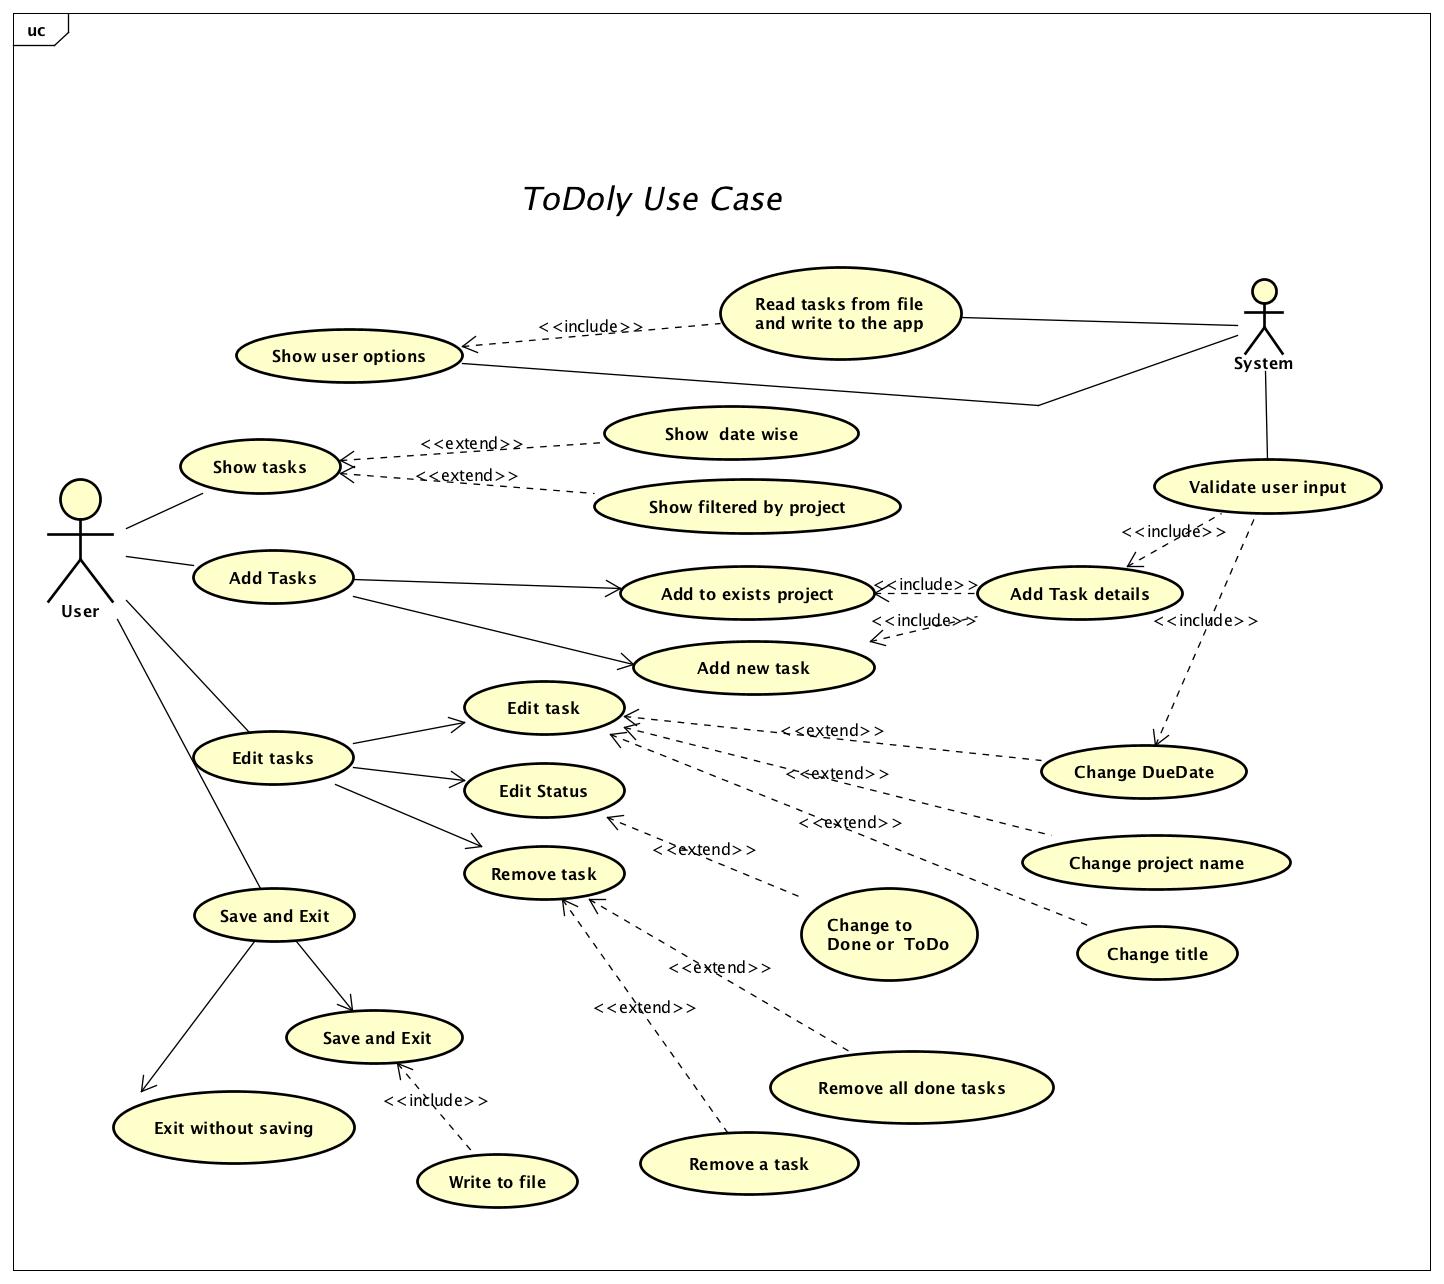 uc
ToDoly Use Case
Read tasks from file
and write to the app
<<include>>
Show user options
System
Show  date wise
<<extend>>
Show tasks
<<extend>>
Validate user input
Show filtered by project
<<include>>
Add Tasks
<<include>>
Add to exists project
Add Task details
User
<<include>>
<<include>>
Add new task
Edit task
<<extend>>
Edit tasks
Change DueDate
<<extend>>
Edit Status
<<extend>>
<<extend>>
Change project name
Remove task
Save and Exit
Change to
Done or  ToDo
Change title
<<extend>>
<<extend>>
Save and Exit
Remove all done tasks
<<include>>
Exit without saving
Remove a task
Write to file